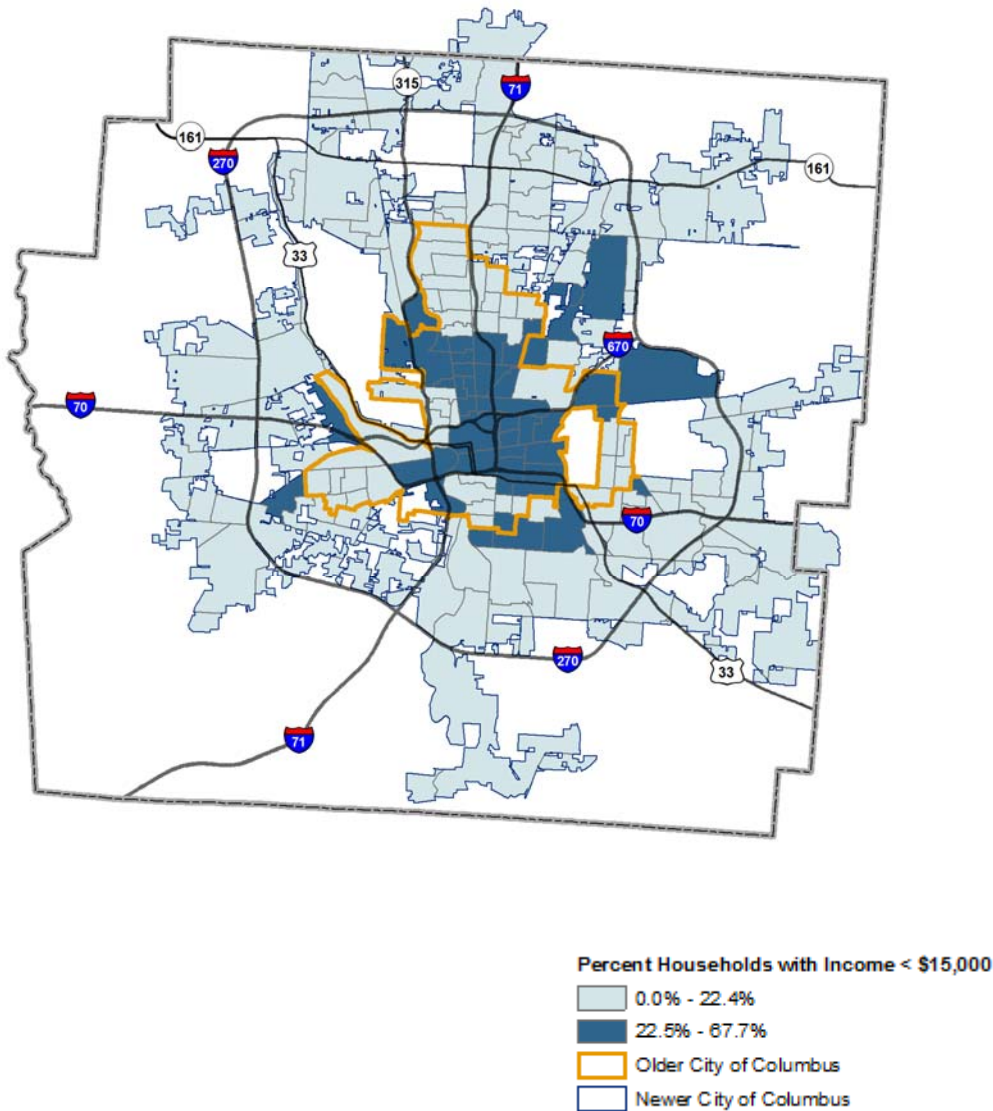 315
71
161
270
161
33
670
70
70
270
33
71
Percent Households with Income < $15,000
0.0% - 22.4%
22.5% - 67.7%
Older City of Columbus
Newer City of Columbus